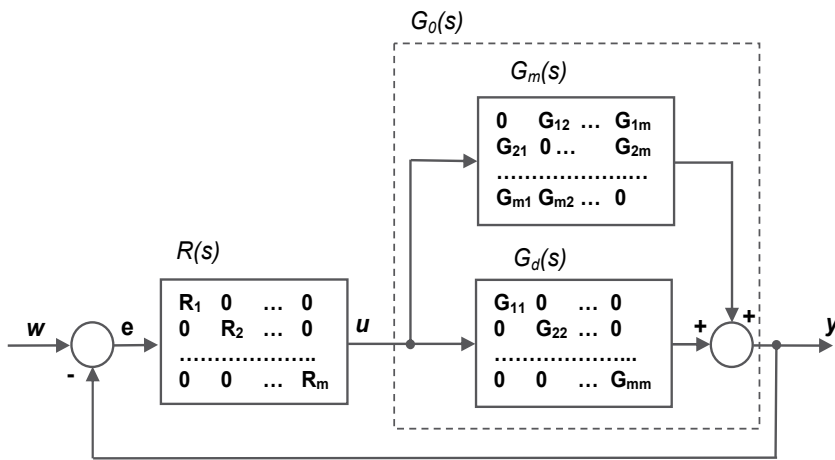 G₀(s)
Gₘ(s)
0 G₁₂ … G₁ₘ
G₂₁ 0 … G₂ₘ
……………………
Gₘ₁ Gₘ₂ … 0
R(s)
R₁ 0 … 0
0 R₂ … 0
…………………..
0 0 … Rₘ
G_d(s)
G₁₁ 0 … 0
0 G₂₂ … 0
…………………...
0 0 … Gₘₘ
w
e
u
+
+
y
-